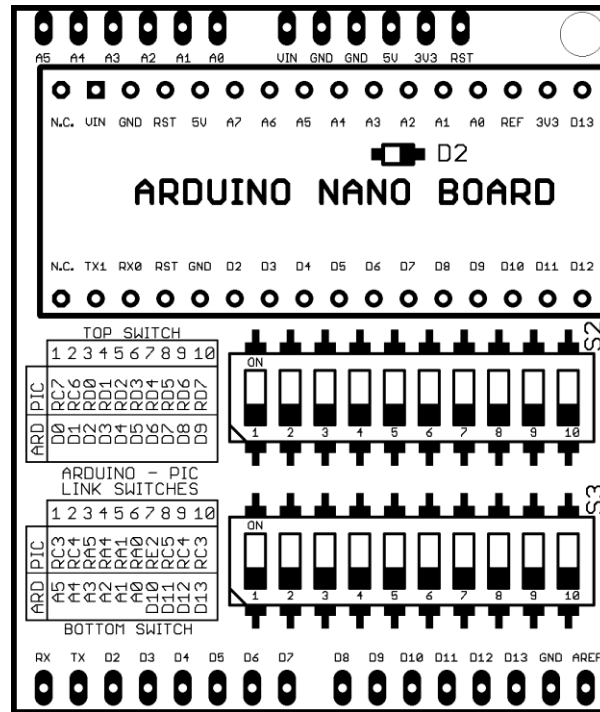 A5 A4 A3 A2 A1 A0 VIN GND GND 5V 3V3 RST
N.C. VIN GND RST 5V A7 A6 A5 A4 A3 A2 A1 A0 REF 3V3 D13
D2
ARDUINO NANO BOARD
N.C. TX1 RX0 RST GND D2 D3 D4 D5 D6 D7 D8 D9 D10 D11 D12
TOP SWITCH
1 2 3 4 5 6 7 8 9 10
PIC RC7 RC6 RD0 RD1 RD2 RD3 RD4 RD5 RD6 RD7
ARD D0 D1 D2 D3 D4 D5 D6 D7 D8 D9
S2
ON
1 2 3 4 5 6 7 8 9 10
ARDUINO - PIC
LINK SWITCHES
1 2 3 4 5 6 7 8 9 10
PIC RC3 RC4 RA5 RA4 RA1 RA0 RE2 RC5 RC4 RC3
ARD A5 A4 A3 A2 A1 A0 D10 D11 D12 D13
BOTTOM SWITCH
S3
ON
1 2 3 4 5 6 7 8 9 10
RX TX D2 D3 D4 D5 D6 D7 D8 D9 D10 D11 D12 D13 GND AREF